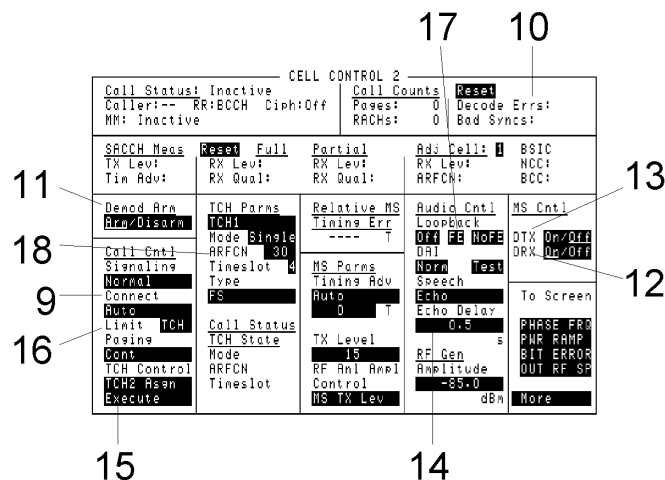 17
10
CELL CONTROL 2
Call Status: Inactive
Caller:-- RR:BCCH Ciph:Off
MM: Inactive
Call Counts Reset
Pages: 0 Decode Errs:
RACHs: 0 Bad Syncs:
SACCH Meas Reset Full Partial Adj Cell: 1 BSIC
TX Lev: RX Lev: RX Lev: RX Lev: NCC:
Tim Adv: RX Qual: RX Qual: ARFCN: BCC:
11
18
9
16
Demod Arm
Arm/Disarm
Call Cntl
Signaling
Normal
Connect
Auto
Limit TCH
Paging
Cont
TCH Control
TCH2 Asgn
Execute
TCH Parms
TCH1
Mode Single
ARFCN 30
Timeslot 4
Type
FS
Call Status
TCH State
Mode
ARFCN
Timeslot
Relative MS
Timing Err
---- T
MS Parms
Timing Adv
Auto
0 T
TX Level
15
RF Anl Ampl
Control
MS TX Lev
Audio Cntl
Loopback
Off FE NoFE
DAI
Norm Test
Speech
Echo
Echo Delay
0.5
s
RF Gen
Amplitude
-85.0
dBm
MS Cntl
DTX On/Off
DRX On/Off
To Screen
PHASE FRQ
PWR RAMP
BIT ERROR
OUT RF SP
More
13
12
15
14